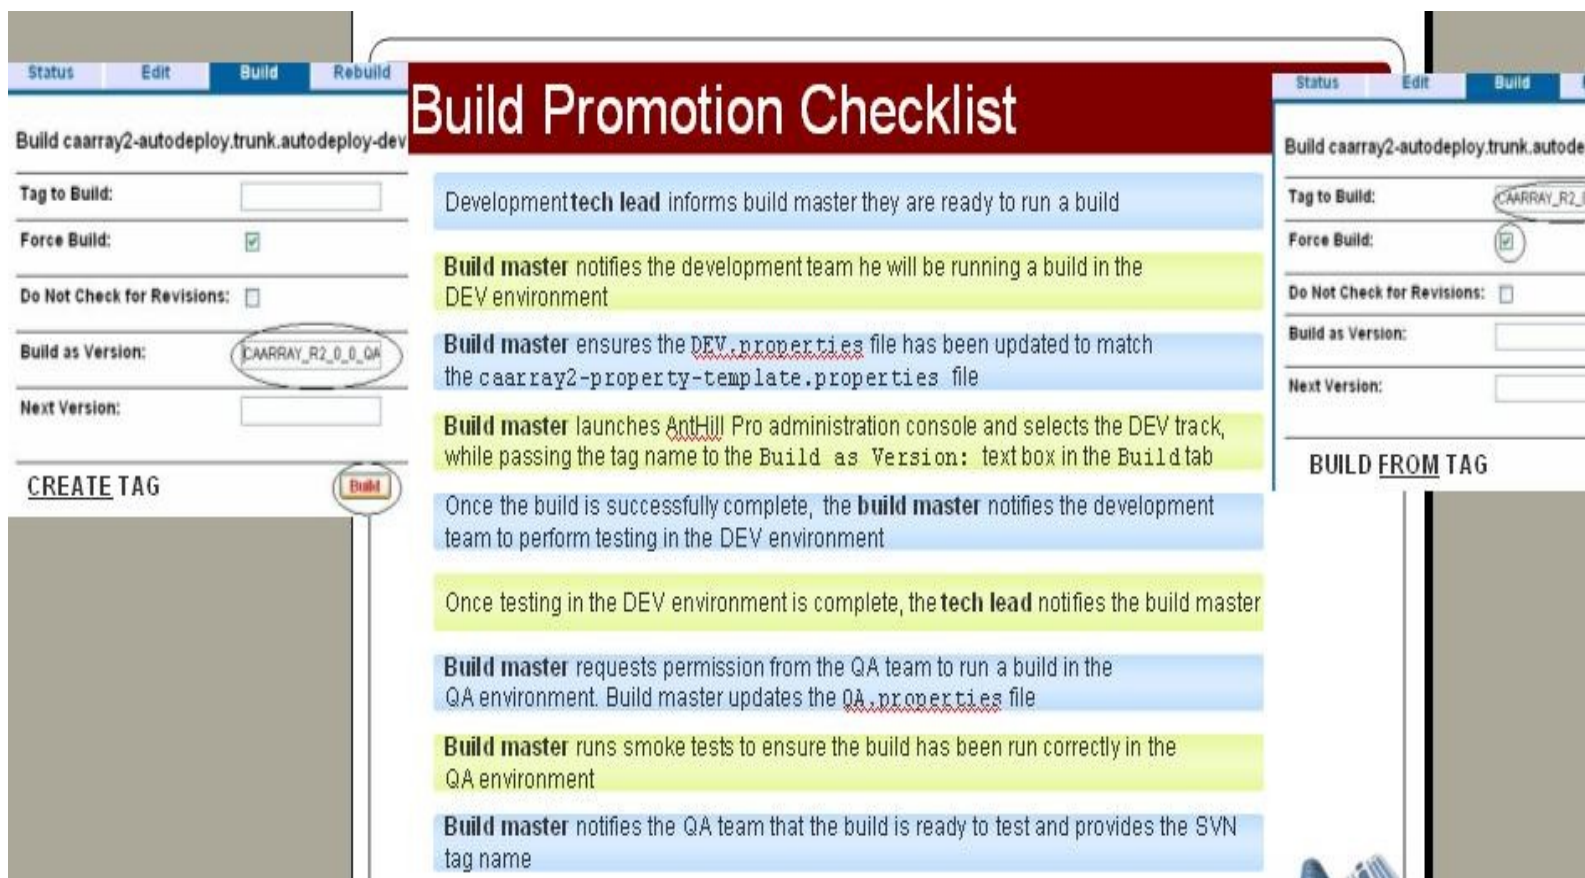 Status Edit Build Rebuild
Build caarray2-autodeploy.trunk.autodeploy-dev
Tag to Build:
Force Build:
Do Not Check for Revisions:
Build as Version: CAARRAY_R2_0_0_QA
Next Version:
CREATE TAG Build
Build Promotion Checklist
Development tech lead informs build master they are ready to run a build
Build master notifies the development team he will be running a build in the
DEV environment
Build master ensures the DEV.properties file has been updated to match
the caarray2-property-template.properties file
Build master launches AntHill Pro administration console and selects the DEV track,
while passing the tag name to the Build as Version: text box in the Build tab
Once the build is successfully complete, the build master notifies the development
team to perform testing in the DEV environment
Once testing in the DEV environment is complete, the tech lead notifies the build master
Build master requests permission from the QA team to run a build in the
QA environment. Build master updates the QA.properties file
Build master runs smoke tests to ensure the build has been run correctly in the
QA environment
Build master notifies the QA team that the build is ready to test and provides the SVN
tag name
Status Edit Build
Build caarray2-autodeploy.trunk.autode
Tag to Build: CAARRAY_R2_
Force Build:
Do Not Check for Revisions:
Build as Version:
Next Version:
BUILD FROM TAG